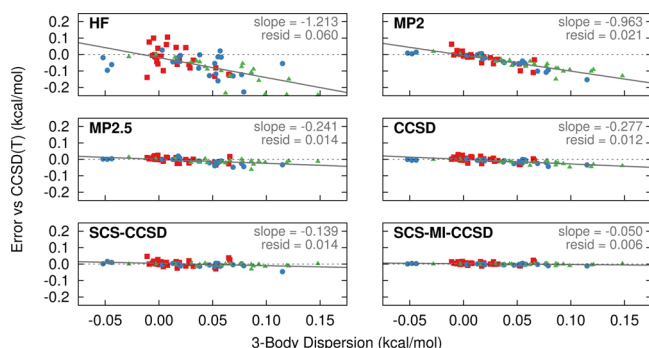 HF
slope = -1.213
resid = 0.060
MP2
slope = -0.963
resid = 0.021
0.2
0.1
0.0
-0.1
-0.2
MP2.5
slope = -0.241
resid = 0.014
CCSD
slope = -0.277
resid = 0.012
0.2
0.1
0.0
-0.1
-0.2
SCS-CCSD
slope = -0.139
resid = 0.014
SCS-MI-CCSD
slope = -0.050
resid = 0.006
0.2
0.1
0.0
-0.1
-0.2
Error vs CCSD(T) (kcal/mol)
-0.05 0.00 0.05 0.10 0.15
-0.05 0.00 0.05 0.10 0.15
3-Body Dispersion (kcal/mol)